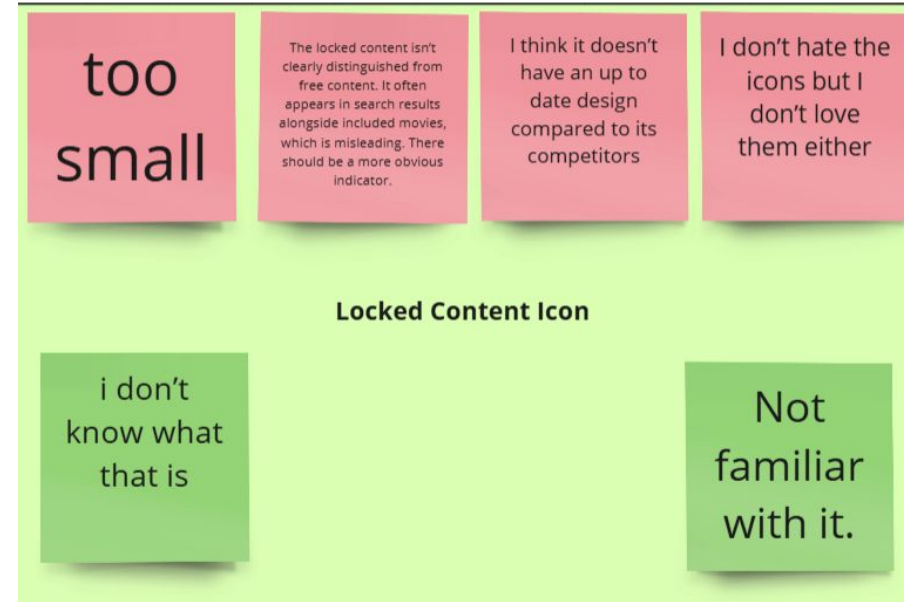 too
small
The locked content isn't
clearly distinguished from
free content. It often
appears in search results
alongside included movies,
which is misleading. There
should be a more obvious
indicator.
I think it doesn't
have an up to
date design
compared to its
competitors
I don't hate the
icons but I
don't love
them either
Locked Content Icon
i don't
know what
that is
Not
familiar
with it.